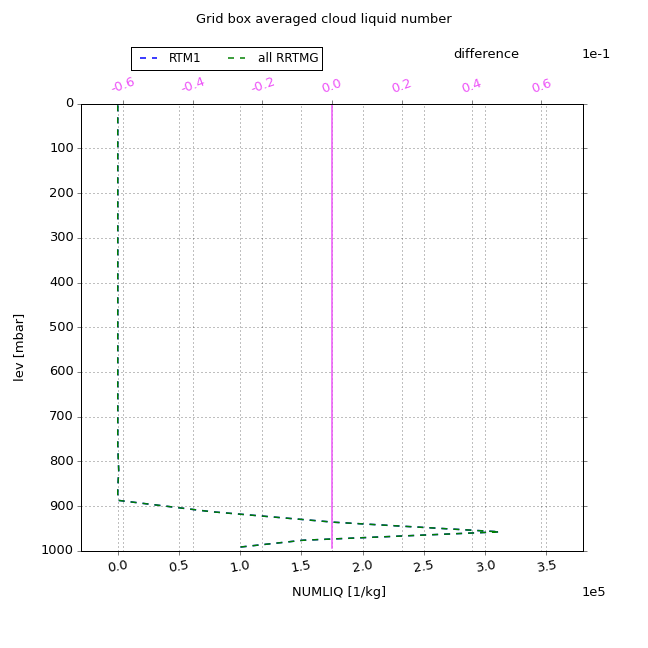 Grid box averaged cloud liquid number
RTM1 all RRTMG
difference 1e-1
-0.6 -0.4 -0.2 0.0 0.2 0.4 0.6
0
100
200
300
400
500
600
700
800
900
1000
lev [mbar]
0.0 0.5 1.0 1.5 2.0 2.5 3.0 3.5
NUMLIQ [1/kg] 1e5